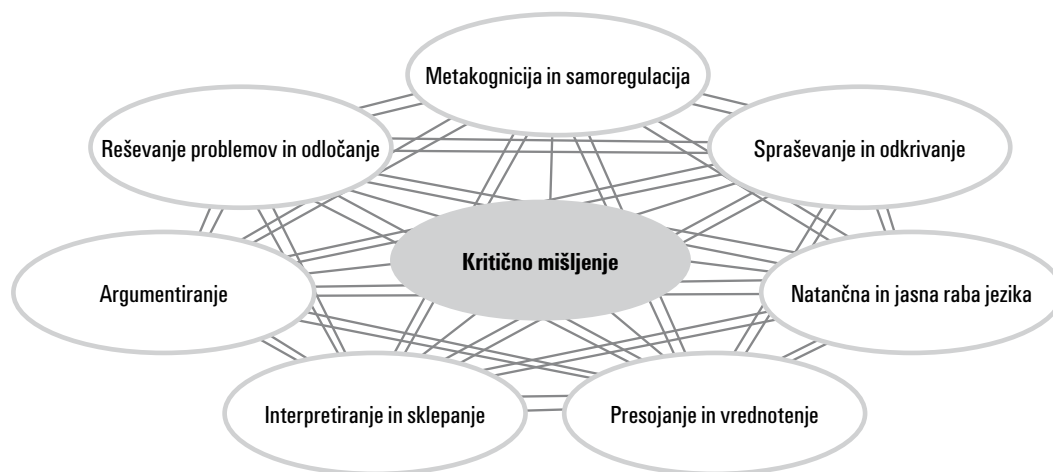 Metakognicija in samoregulacija
Reševanje problemov in odločanje
Spraševanje in odkrivanje
Kritično mišljenje
Argumentiranje
Natančna in jasna raba jezika
Interpretiranje in sklepanje
Presojanje in vrednotenje